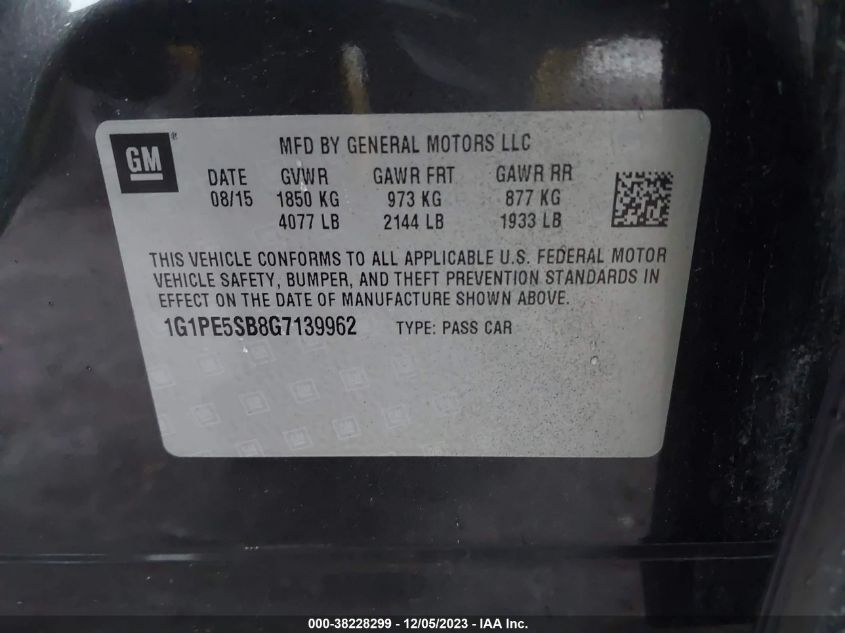 GM®
MFD BY GENERAL MOTORS LLC
DATE GVWR GAWR FRT GAWR RR
08/15 1850 KG 973 KG 877 KG
4077 LB 2144 LB 1933 LB
THIS VEHICLE CONFORMS TO ALL APPLICABLE U.S. FEDERAL MOTOR
VEHICLE SAFETY, BUMPER, AND THEFT PREVENTION STANDARDS IN
EFFECT ON THE DATE OF MANUFACTURE SHOWN ABOVE.
1G1PE5SB8G7139962 TYPE: PASS CAR
000-38228299 - 12/05/2023 - IAA Inc.